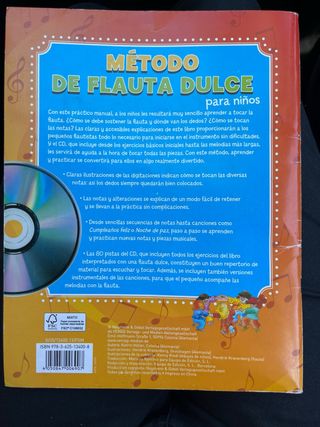 MÉTODO
DE FLAUTA DULCE
para niños
Con este práctico manual, a los niños les resultará muy sencillo aprender a tocar la
flauta. ¿Cómo se debe sostener la flauta y donde van los dedos? ¿Cómo se tocan
las notas? Las claras y accesibles explicaciones de este libro proporcionarán a los
pequeños flautistas todo lo necesario para iniciarse en el instrumento sin dificultades.
Y el CD, que incluye desde los ejercicios básicos iniciales hasta las melodías más largas,
les servirá de ayuda a la hora de tocar todas las piezas. Con este método, aprender
y practicar se convertirá para ellos en algo realmente divertido.
• Claras ilustraciones de las digitaciones indican cómo se tocan las diversas
notas: así los dedos siempre quedarán bien colocados.
• Las notas y alteraciones se explican de un modo fácil de retener
y se llevan a la práctica sin complicaciones.
• Desde sencillas secuencias de notas hasta canciones como
Cumpleaños feliz o Noche de paz, paso a paso se aprenden
y practican nuevas notas y piezas musicales.
• Las 80 pistas del CD, que incluyen todos los ejercicios del libro
interpretados con una flauta dulce, constituyen un buen repertorio
de material para escuchar y tocar. Además, se incluyen también versiones
instrumentales de las canciones, para que el pequeño acompañe las
melodías con la flauta.
MIXTO
FSC
ISBN 978-3-625-13400-8
4 050847 006907